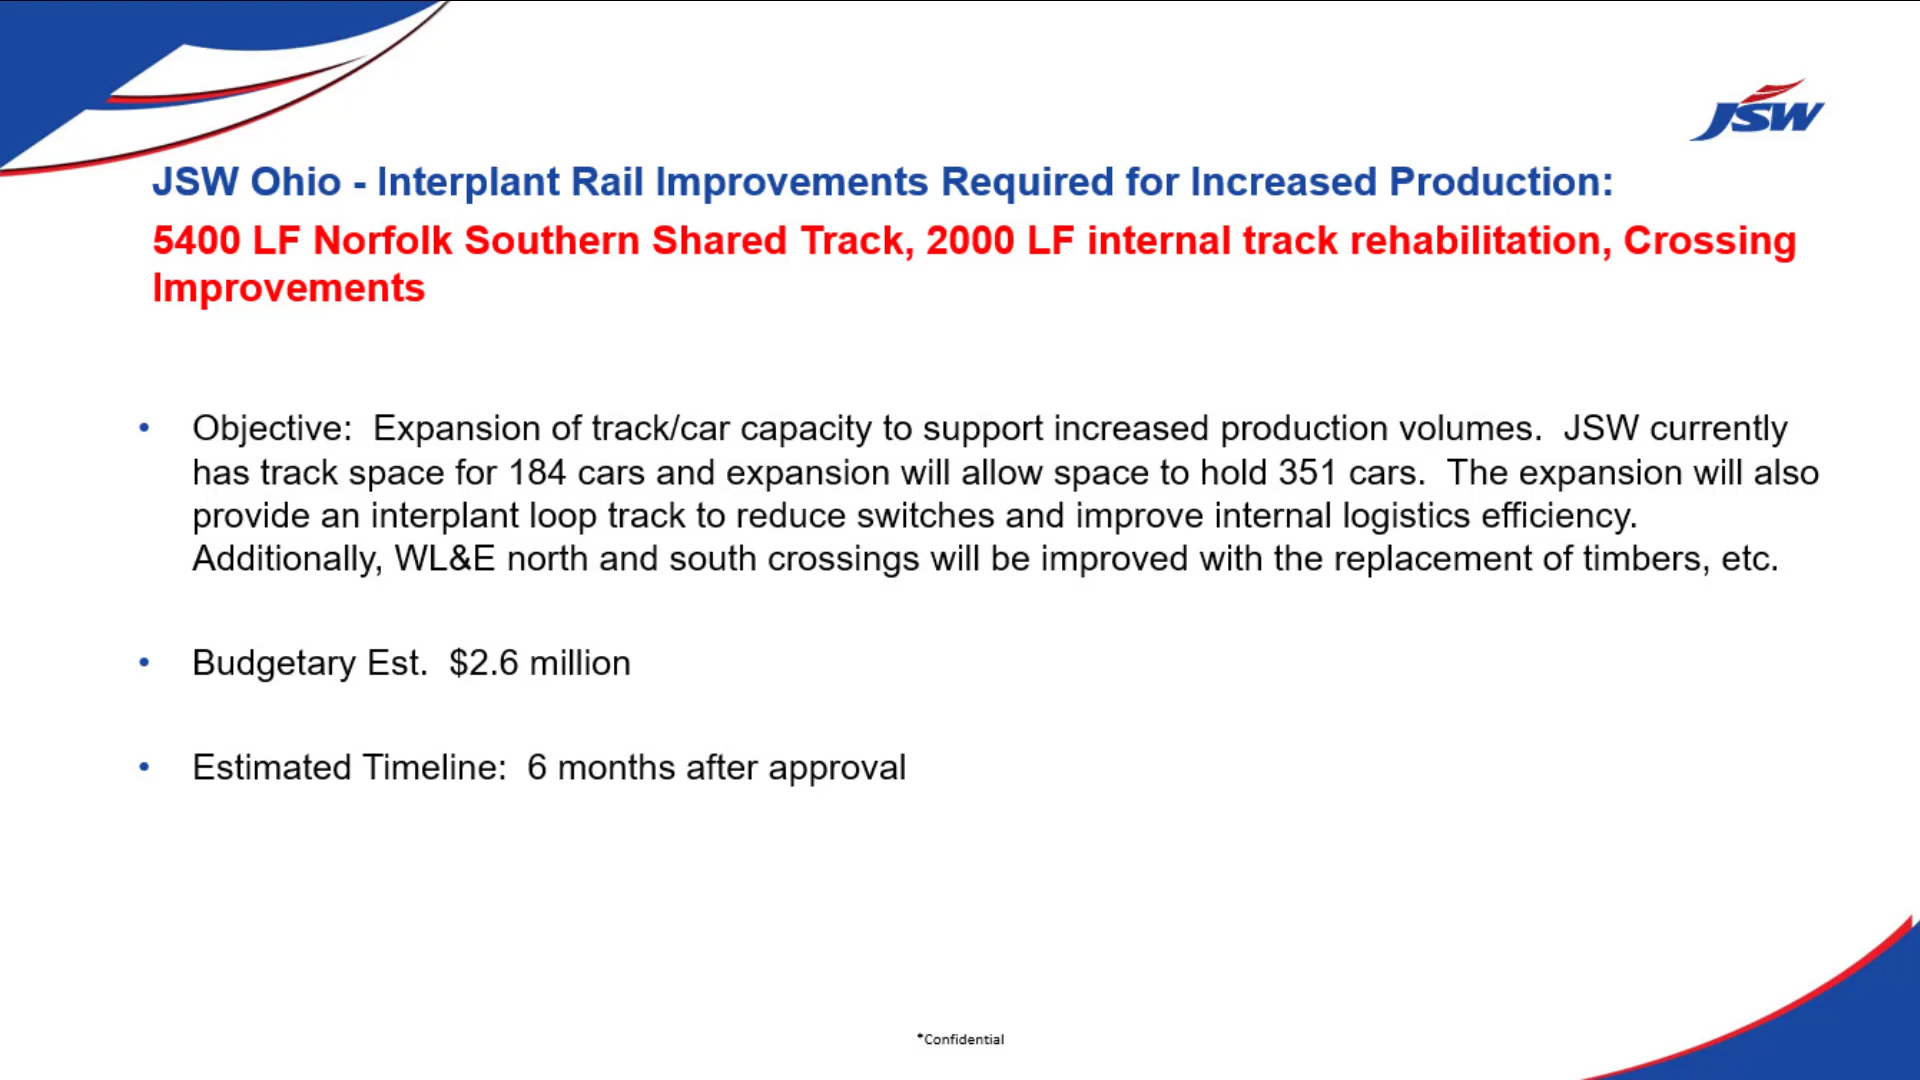 JSW
JSW Ohio - Interplant Rail Improvements Required for Increased Production:
5400 LF Norfolk Southern Shared Track, 2000 LF internal track rehabilitation, Crossing
Improvements
• Objective:  Expansion of track/car capacity to support increased production volumes.  JSW currently
has track space for 184 cars and expansion will allow space to hold 351 cars.  The expansion will also
provide an interplant loop track to reduce switches and improve internal logistics efficiency.
Additionally, WL&E north and south crossings will be improved with the replacement of timbers, etc.
• Budgetary Est.  $2.6 million
• Estimated Timeline:  6 months after approval
*Confidential